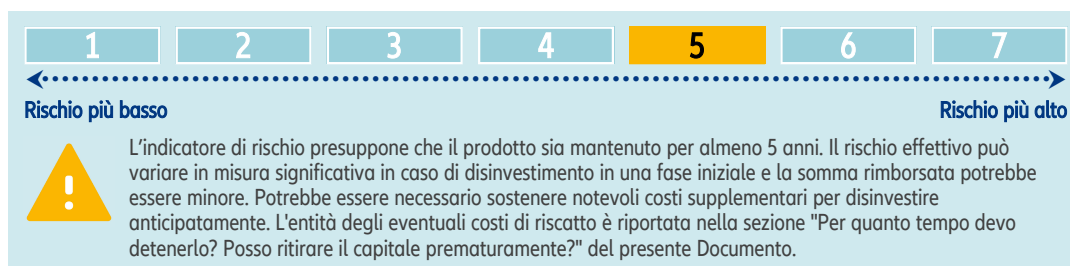 1 2 3 4 5 6 7
Rischio più basso Rischio più alto
L’indicatore di rischio presuppone che il prodotto sia mantenuto per almeno 5 anni. Il rischio effettivo può
variare in misura significativa in caso di disinvestimento in una fase iniziale e la somma rimborsata potrebbe
essere minore. Potrebbe essere necessario sostenere notevoli costi supplementari per disinvestire
anticipatamente. L'entità degli eventuali costi di riscatto è riportata nella sezione "Per quanto tempo devo
detenerlo? Posso ritirare il capitale prematuramente?" del presente Documento.